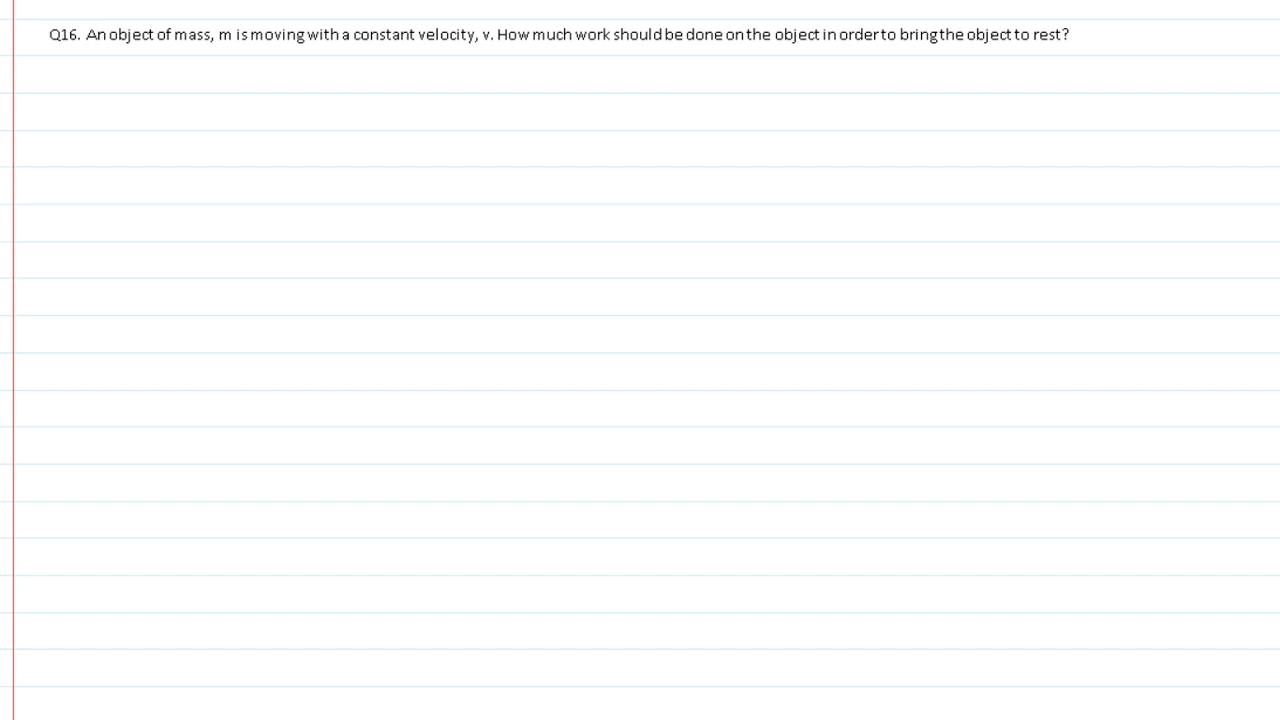 Q16. An object of mass, m is moving with a constant velocity, v. How much work should be done on the object in order to bring the object to rest?